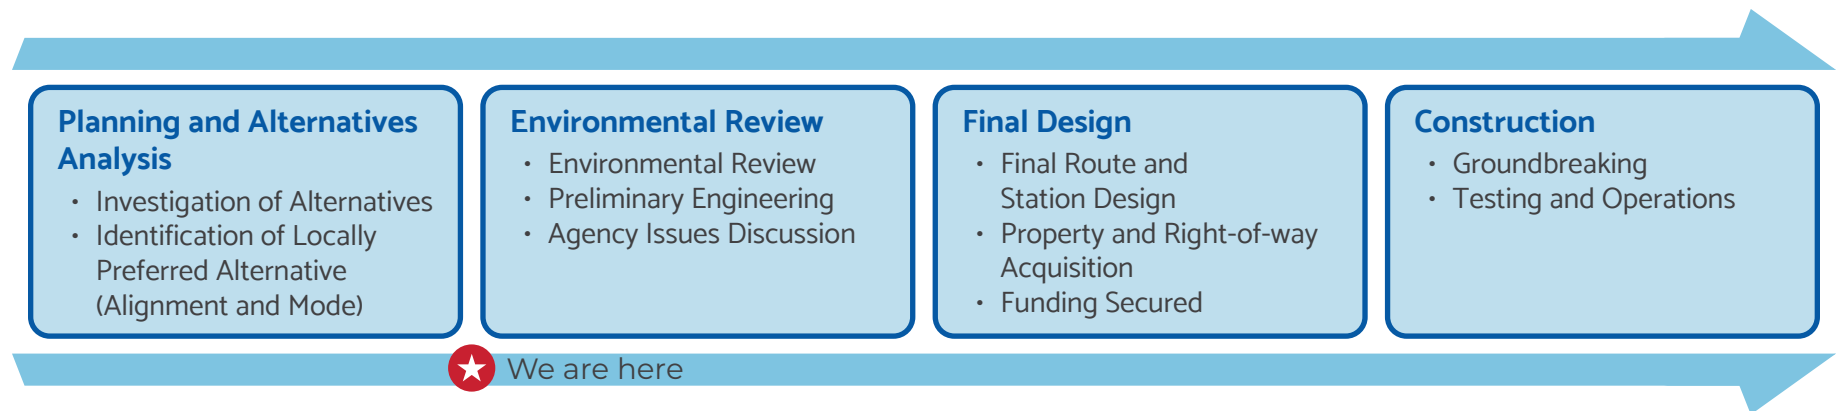 Planning and Alternatives
Analysis
• Investigation of Alternatives
• Identification of Locally
Preferred Alternative
(Alignment and Mode)
Environmental Review
• Environmental Review
• Preliminary Engineering
• Agency Issues Discussion
Final Design
• Final Route and
Station Design
• Property and Right-of-way
Acquisition
• Funding Secured
Construction
• Groundbreaking
• Testing and Operations
We are here